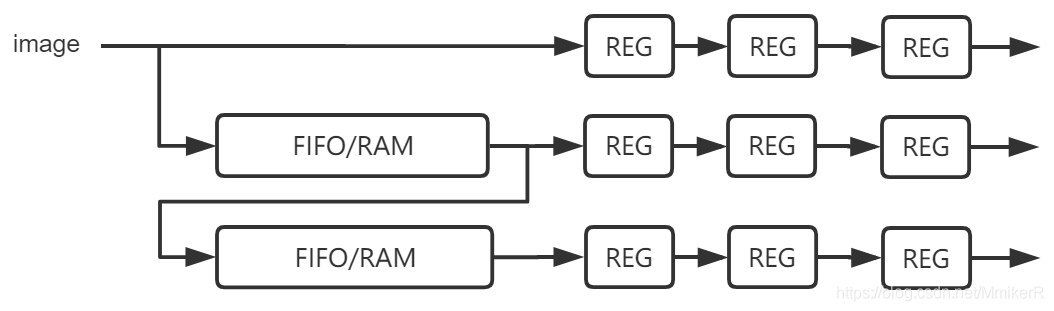 image
REG REG REG
FIFO/RAM REG REG REG
FIFO/RAM REG REG REG
https://blog.csdn.net/MmikerR